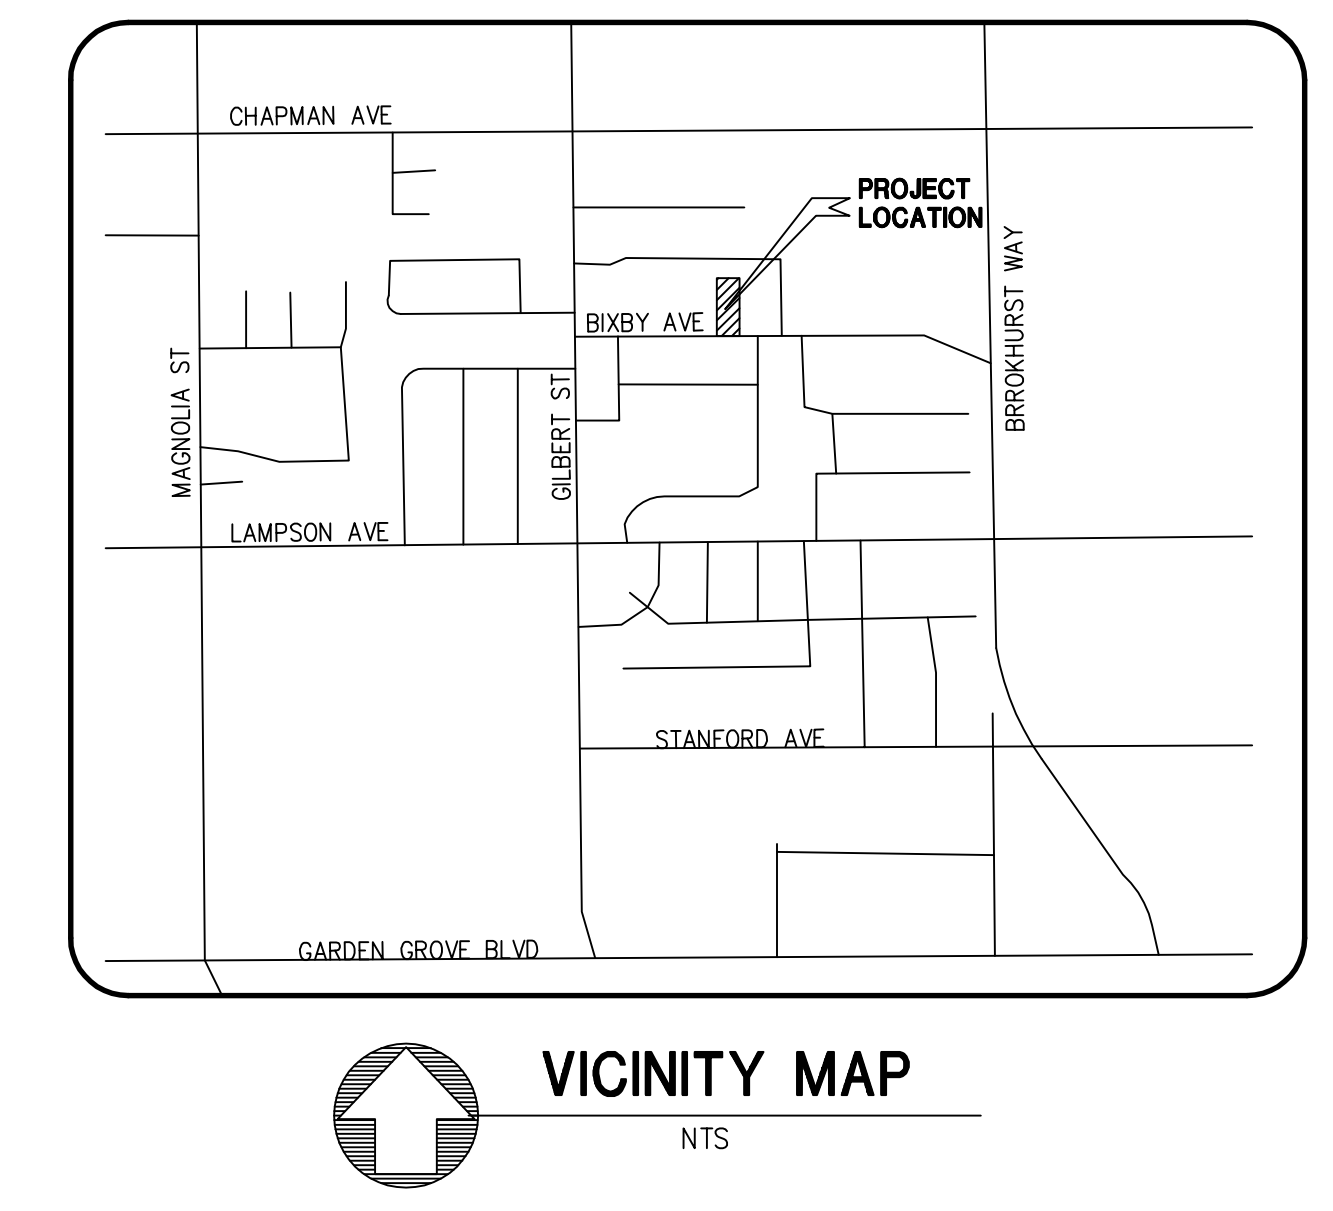 CHAPMAN AVE
PROJECT
LOCATION
BRROKHURST WAY
BIXBY AVE
MAGNOLIA ST
GILBERT ST
LAMPSON AVE
STANFORD AVE
GARDEN GROVE BLVD
VICINITY MAP
NTS